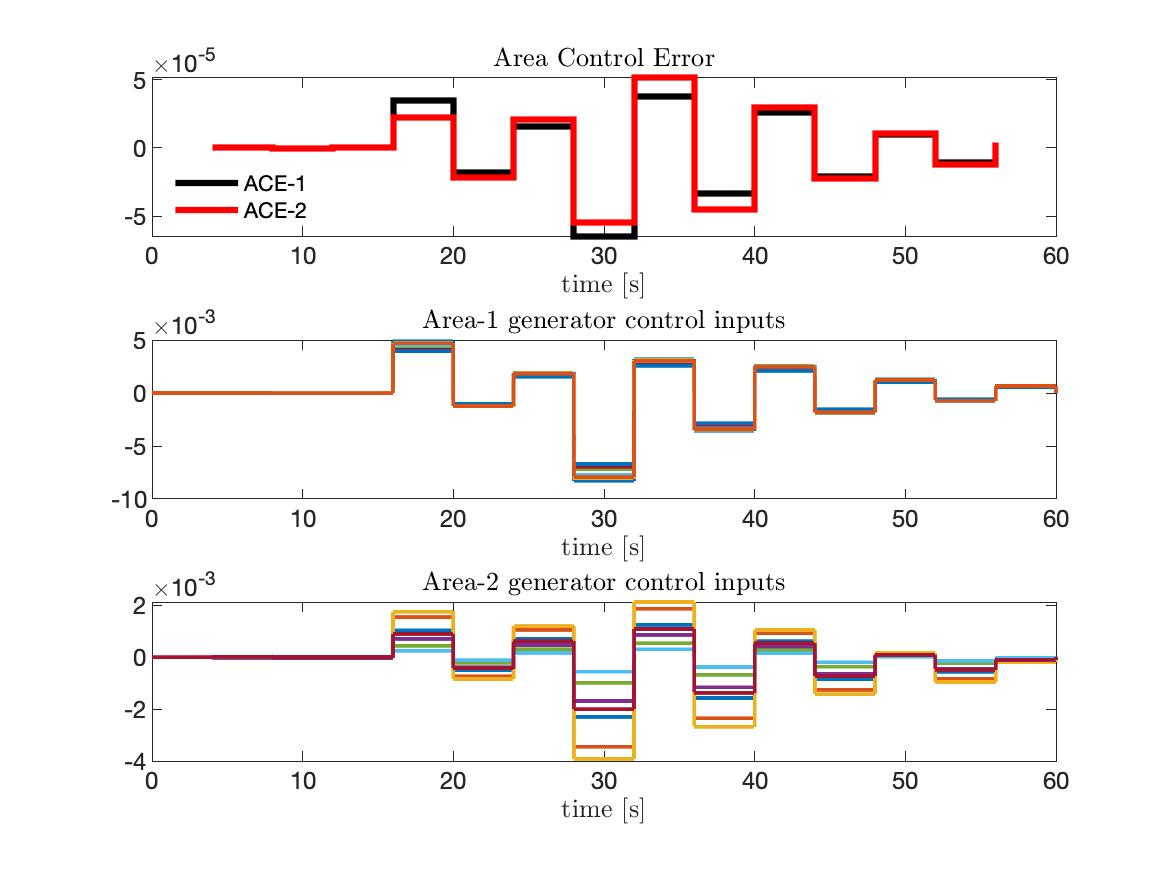 Area Control Error
×10-5
5
0
-5
ACE-1
ACE-2
0 10 20 30 40 50 60
time [s]
Area-1 generator control inputs
×10-3
5
0
-5
-10
0 10 20 30 40 50 60
time [s]
Area-2 generator control inputs
×10-3
2
0
-2
-4
0 10 20 30 40 50 60
time [s]